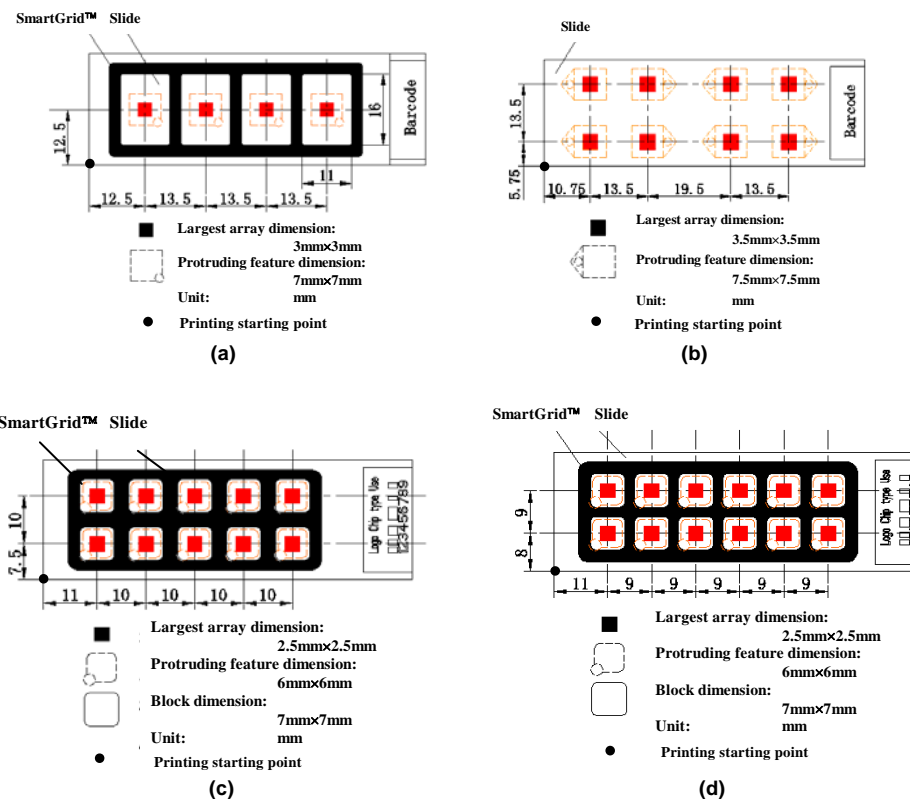 SmartGrid™ Slide
Barcode
16
12.5
11
12.5 13.5 13.5 13.5
Largest array dimension:
3mm×3mm
Protruding feature dimension:
7mm×7mm
Unit: mm
Printing starting point
(a)
Slide
Barcode
13.5
5.75
10.75 13.5 19.5 13.5
Largest array dimension:
3.5mm×3.5mm
Protruding feature dimension:
7.5mm×7.5mm
Unit: mm
Printing starting point
(b)
SmartGrid™ Slide
Logo Chip type Use
123456789
10
7.5
11 10 10 10 10
Largest array dimension:
2.5mm×2.5mm
Protruding feature dimension:
6mm×6mm
Block dimension:
7mm×7mm
Unit: mm
Printing starting point
(c)
SmartGrid™ Slide
Logo Chip type Use
9
8
11 9 9 9 9 9
Largest array dimension:
2.5mm×2.5mm
Protruding feature dimension:
6mm×6mm
Block dimension:
7mm×7mm
Unit: mm
Printing starting point
(d)